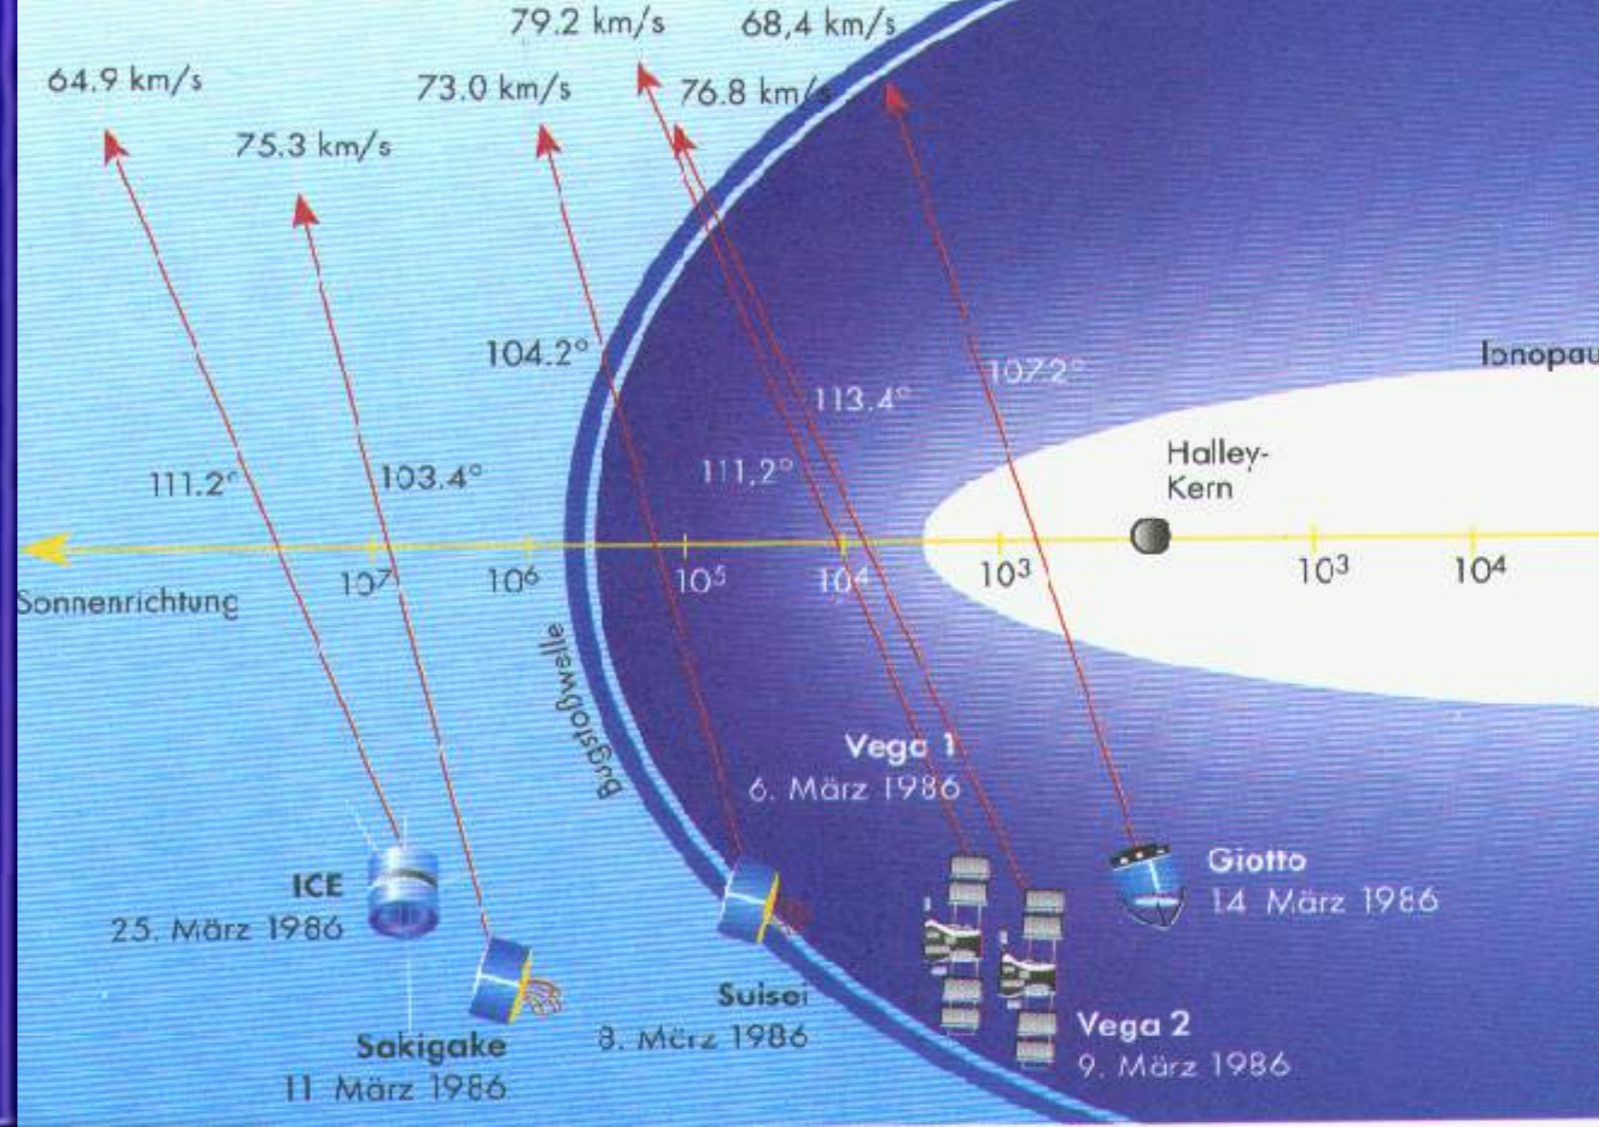 79.2 km/s
68,4 km/s
64.9 km/s
73.0 km/s
76.8 km/s
75.3 km/s
104.2°
Ionopau
107.2°
113.4°
Halley-
Kern
111.2°
103.4°
111,2°
10⁷
10⁶
10⁵
10⁴
10³
10³
10⁴
Sonnenrichtung
Bugstoßwelle
Vega 1
6. März 1986
ICE
25. März 1986
Giotto
14 März 1986
Suisei
8. März 1986
Sakigake
11 März 1986
Vega 2
9. März 1986